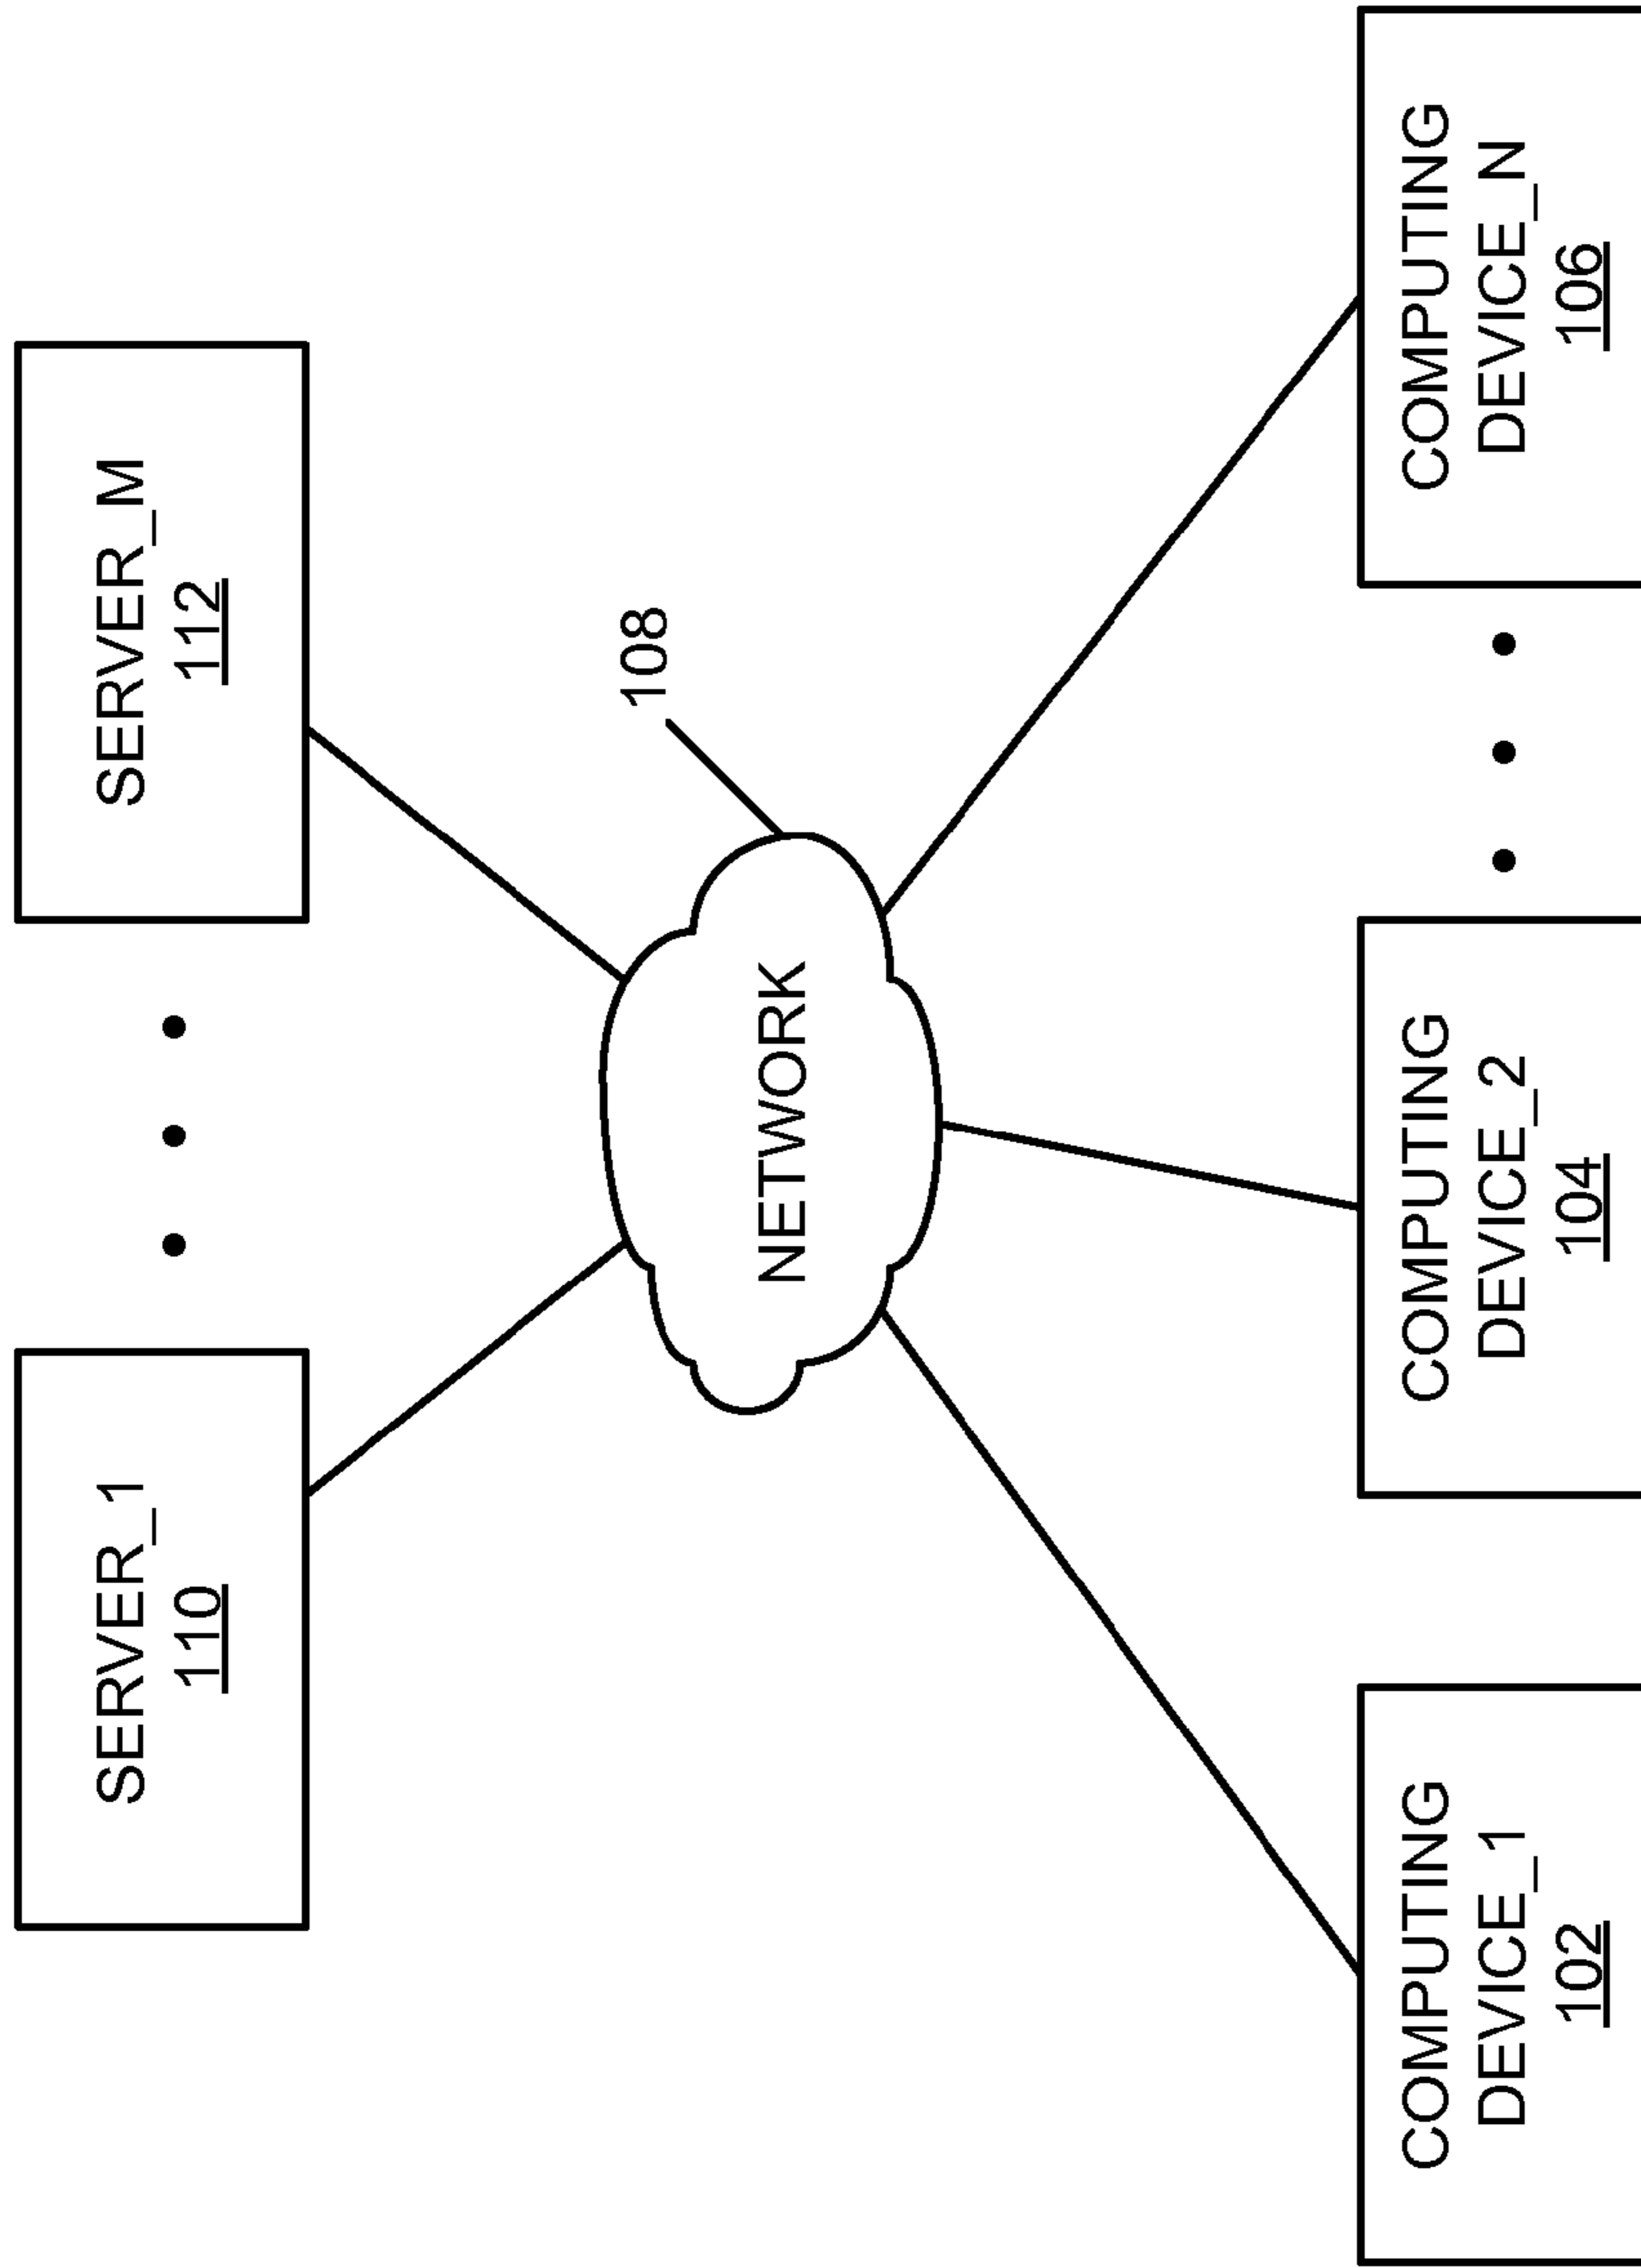 SERVER_1
110
SERVER_M
112
108
NETWORK
COMPUTING
DEVICE_1
102
COMPUTING
DEVICE_2
104
COMPUTING
DEVICE_N
106